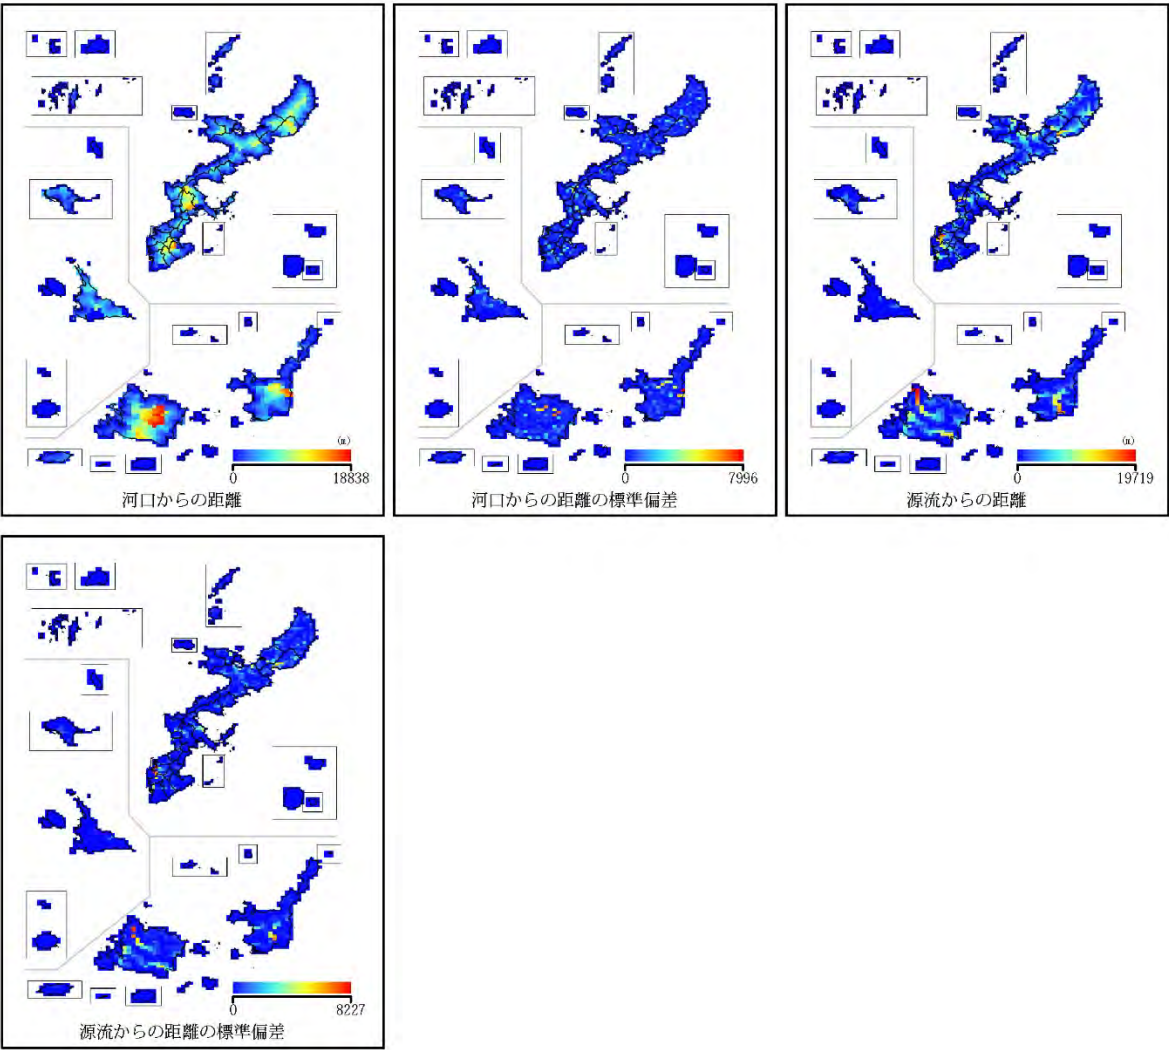 (m)
0 18838
河口からの距離
0 7996
河口からの距離の標準偏差
(m)
0 19719
源流からの距離
0 8227
源流からの距離の標準偏差